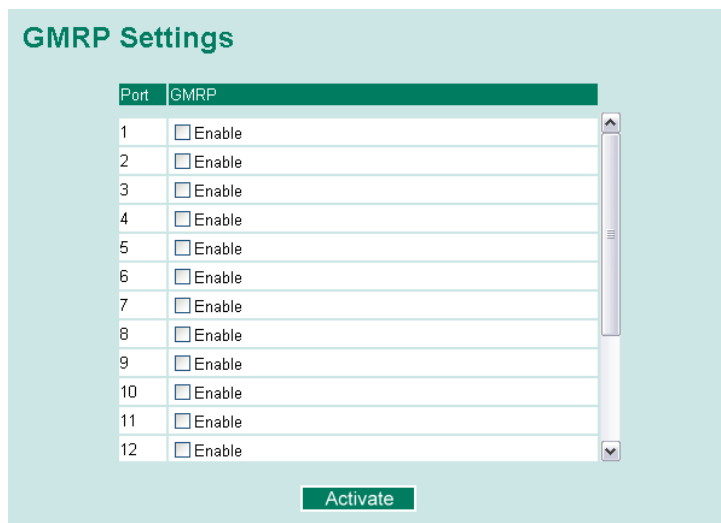 GMRP Settings
Port GMRP
1 Enable
2 Enable
3 Enable
4 Enable
5 Enable
6 Enable
7 Enable
8 Enable
9 Enable
10 Enable
11 Enable
12 Enable
Activate